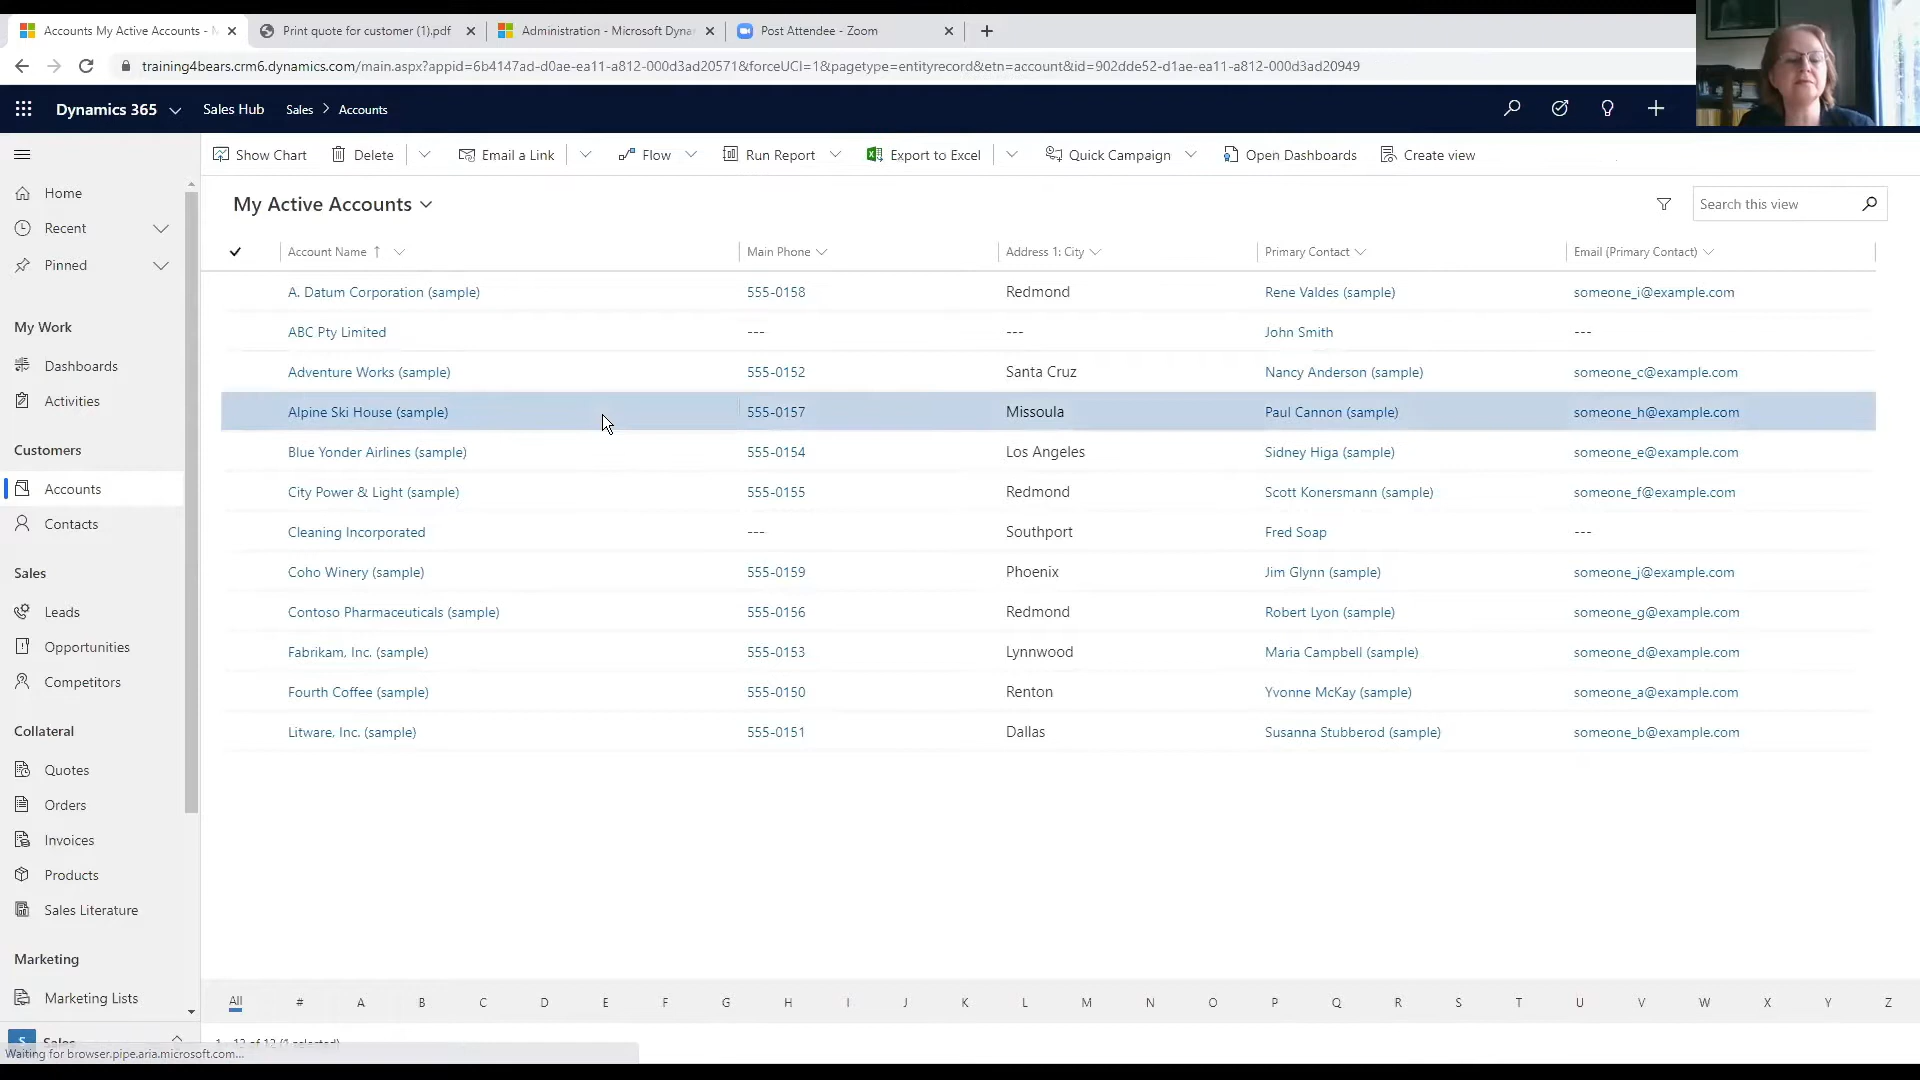 Accounts My Active Accounts -
Print quote for customer (1).pdf
Administration - Microsoft Dyna
Post Attendee - Zoom
training4bears.crm6.dynamics.com/main.aspx?appid=6b4147ad-d0ae-ea11-a812-000d3ad20571&forceUCI=1&pagetype=entityrecord&etn=account&id=902dde52-d1ae-ea11-a812-000d3ad20949
Dynamics 365 Sales Hub Sales > Accounts
Show Chart Delete Email a Link Flow Run Report Export to Excel Quick Campaign Open Dashboards Create view
Home
Recent
Pinned
My Work
Dashboards
Activities
Customers
Accounts
Contacts
Sales
Leads
Opportunities
Competitors
Collateral
Quotes
Orders
Invoices
Products
Sales Literature
Marketing
Marketing Lists
S Sales
My Active Accounts
Search this view
Account Name ↑ Main Phone Address 1: City Primary Contact Email (Primary Contact)
A. Datum Corporation (sample) 555-0158 Redmond Rene Valdes (sample) someone_i@example.com
ABC Pty Limited --- --- John Smith ---
Adventure Works (sample) 555-0152 Santa Cruz Nancy Anderson (sample) someone_c@example.com
Alpine Ski House (sample) 555-0157 Missoula Paul Cannon (sample) someone_h@example.com
Blue Yonder Airlines (sample) 555-0154 Los Angeles Sidney Higa (sample) someone_e@example.com
City Power & Light (sample) 555-0155 Redmond Scott Konersmann (sample) someone_f@example.com
Cleaning Incorporated --- Southport Fred Soap ---
Coho Winery (sample) 555-0159 Phoenix Jim Glynn (sample) someone_j@example.com
Contoso Pharmaceuticals (sample) 555-0156 Redmond Robert Lyon (sample) someone_g@example.com
Fabrikam, Inc. (sample) 555-0153 Lynnwood Maria Campbell (sample) someone_d@example.com
Fourth Coffee (sample) 555-0150 Renton Yvonne McKay (sample) someone_a@example.com
Litware, Inc. (sample) 555-0151 Dallas Susanna Stubberod (sample) someone_b@example.com
All # A B C D E F G H I J K L M N O P Q R S T U V W X Y Z
1 - 12 of 12 (1 selected)
Waiting for browser.pipe.aria.microsoft.com...